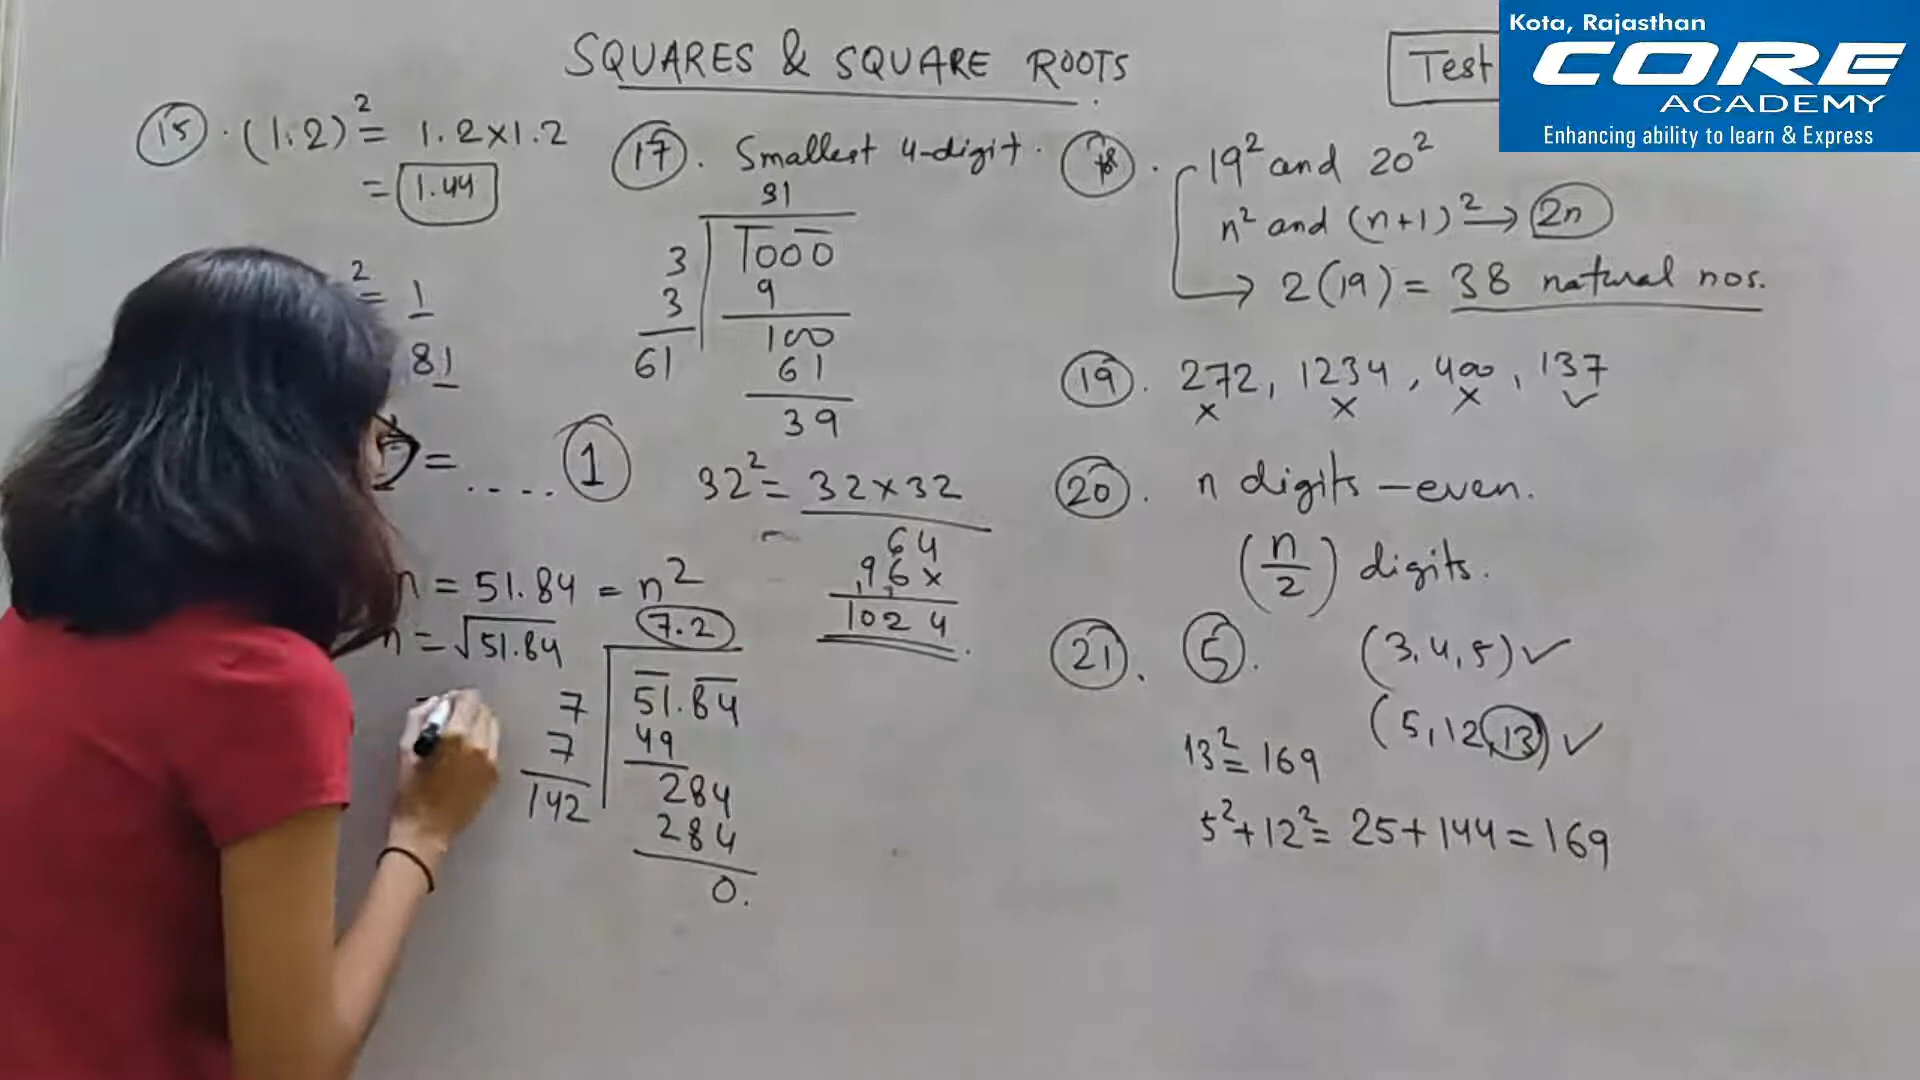 SQUARES & SQUARE ROOTS
Test
Kota, Rajasthan
CORE
ACADEMY
Enhancing ability to learn & Express
15. (1.2)² = 1.2×1.2
= 1.44
² = 1
81
= ..... 1
n = 51.84 = n²
n = √51.84
7.2
7 51.84
7 49
142 284
284
0.
17. Smallest 4-digit.
31
3 1000
3 9
61 100
61
39
32² = 32×32
64
96×
1024
18. 19² and 20²
n² and (n+1)² → 2n
→ 2(19) = 38 natural nos.
19. 272, 1234, 400, 137
× × × ✓
20. n digits – even.
(n/2) digits.
21. 5. (3,4,5) ✓
(5,12,13) ✓
13² = 169
5²+12² = 25+144 = 169